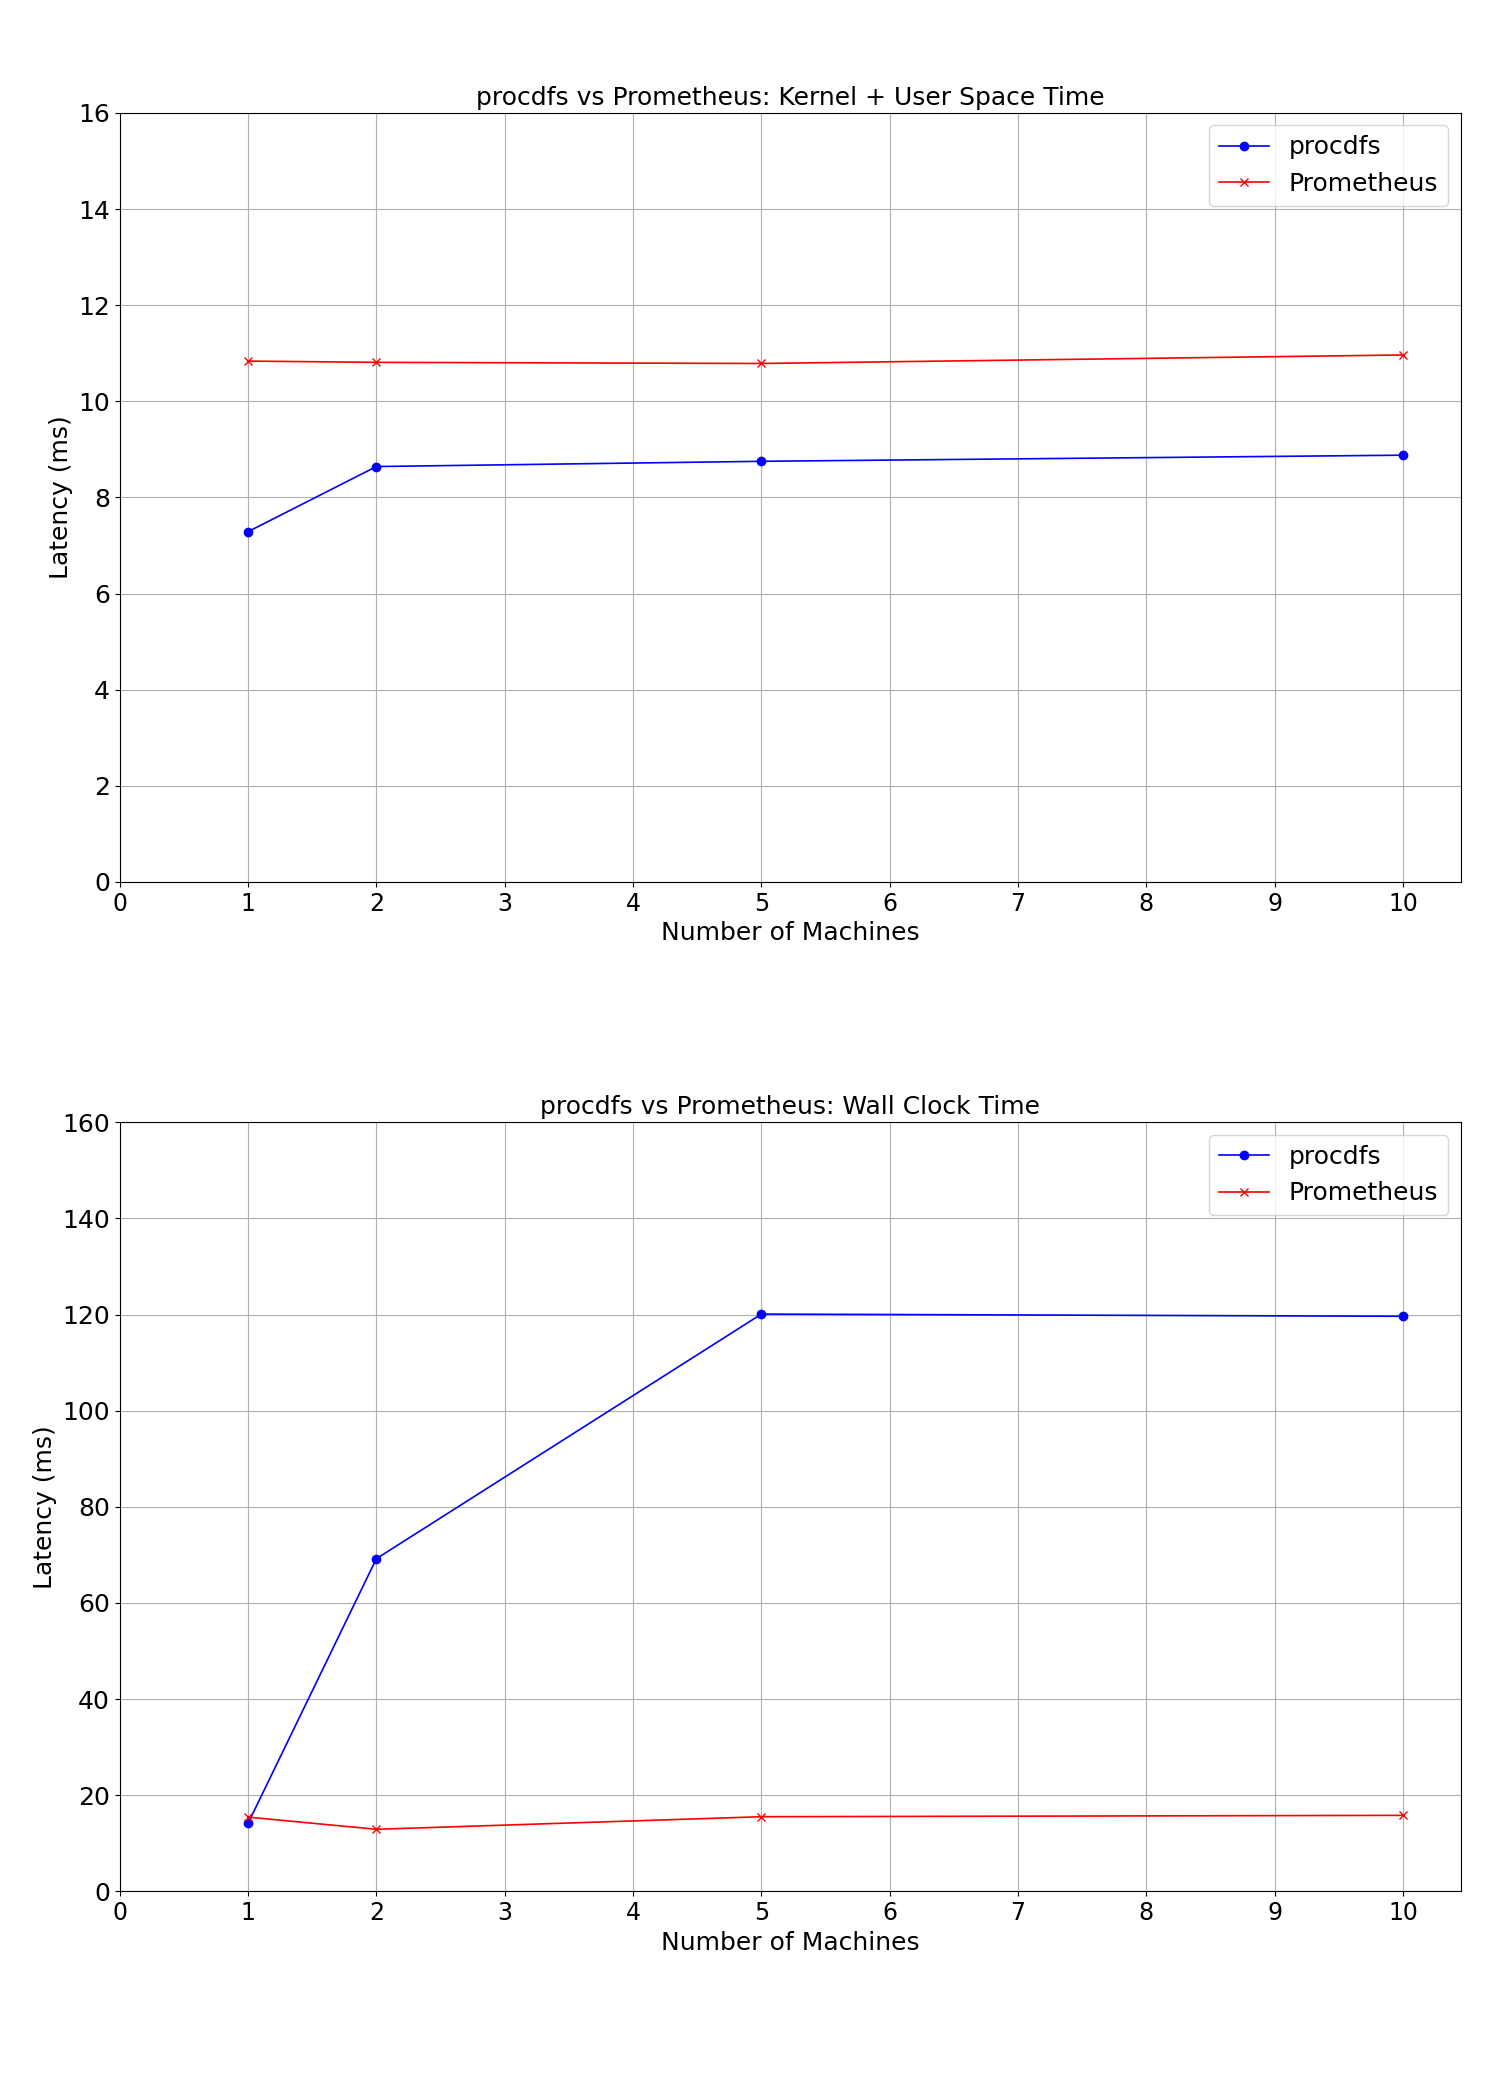 procdfs vs Prometheus: Kernel + User Space Time
16
14
12
10
8
6
4
2
0
Latency (ms)
procdfs
Prometheus
0 1 2 3 4 5 6 7 8 9 10
Number of Machines
procdfs vs Prometheus: Wall Clock Time
160
140
120
100
80
60
40
20
0
Latency (ms)
procdfs
Prometheus
0 1 2 3 4 5 6 7 8 9 10
Number of Machines